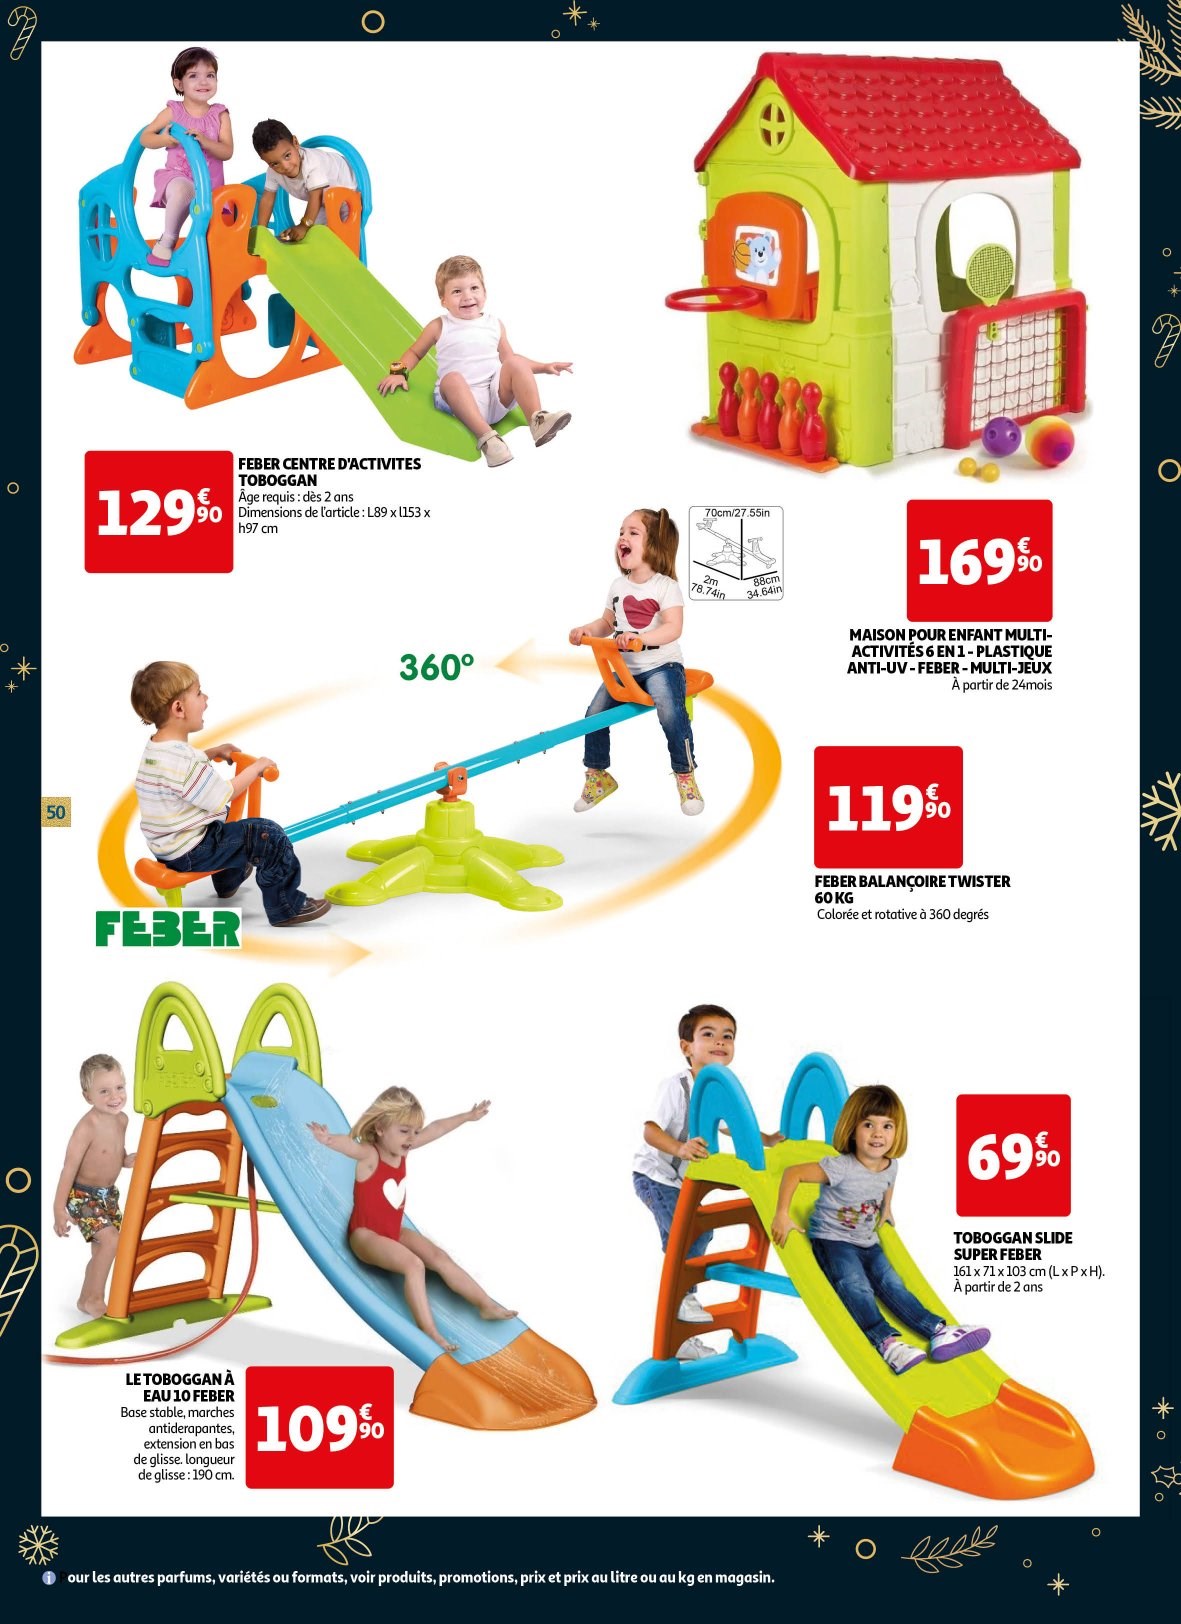 129€90
FEBER CENTRE D'ACTIVITES
TOBOGGAN
Âge requis : dès 2 ans
Dimensions de l'article : L89 x l153 x
h97 cm
70cm/27.55in
2m
78.74in
88cm
34.64in
169€90
MAISON POUR ENFANT MULTI-
ACTIVITÉS 6 EN 1 - PLASTIQUE
ANTI-UV - FEBER - MULTI-JEUX
À partir de 24mois
360°
I
50
119€90
FEBER BALANÇOIRE TWISTER
60 KG
Colorée et rotative à 360 degrés
FEBER
FEBER
69€90
TOBOGGAN SLIDE
SUPER FEBER
161 x 71 x 103 cm (L x P x H).
À partir de 2 ans
LE TOBOGGAN À
EAU 10 FEBER
Base stable, marches
antiderapantes,
extension en bas
de glisse. longueur
de glisse : 190 cm.
109€90
Pour les autres parfums, variétés ou formats, voir produits, promotions, prix et prix au litre ou au kg en magasin.